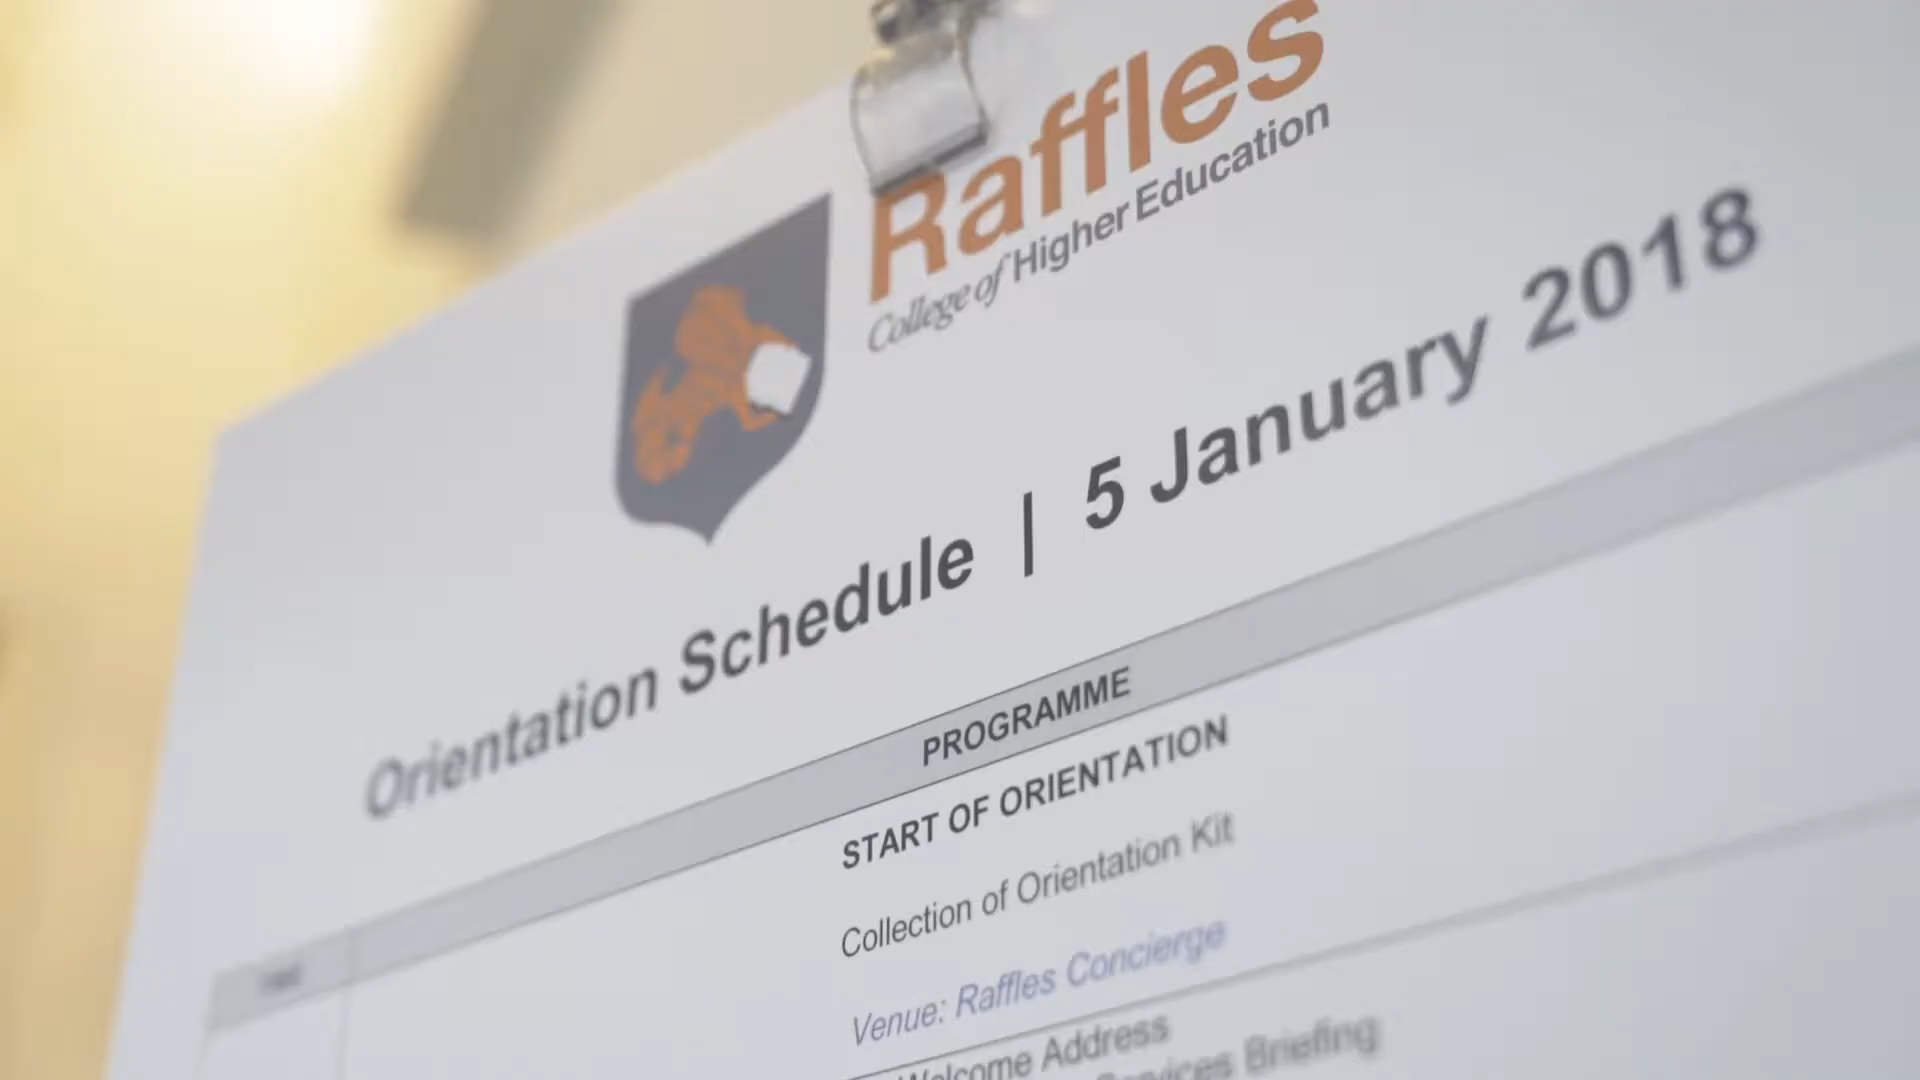 Raffles
College of Higher Education
Orientation Schedule | 5 January 2018
PROGRAMME
START OF ORIENTATION
Collection of Orientation Kit
Venue: Raffles Concierge
Welcome Address
Services Briefing